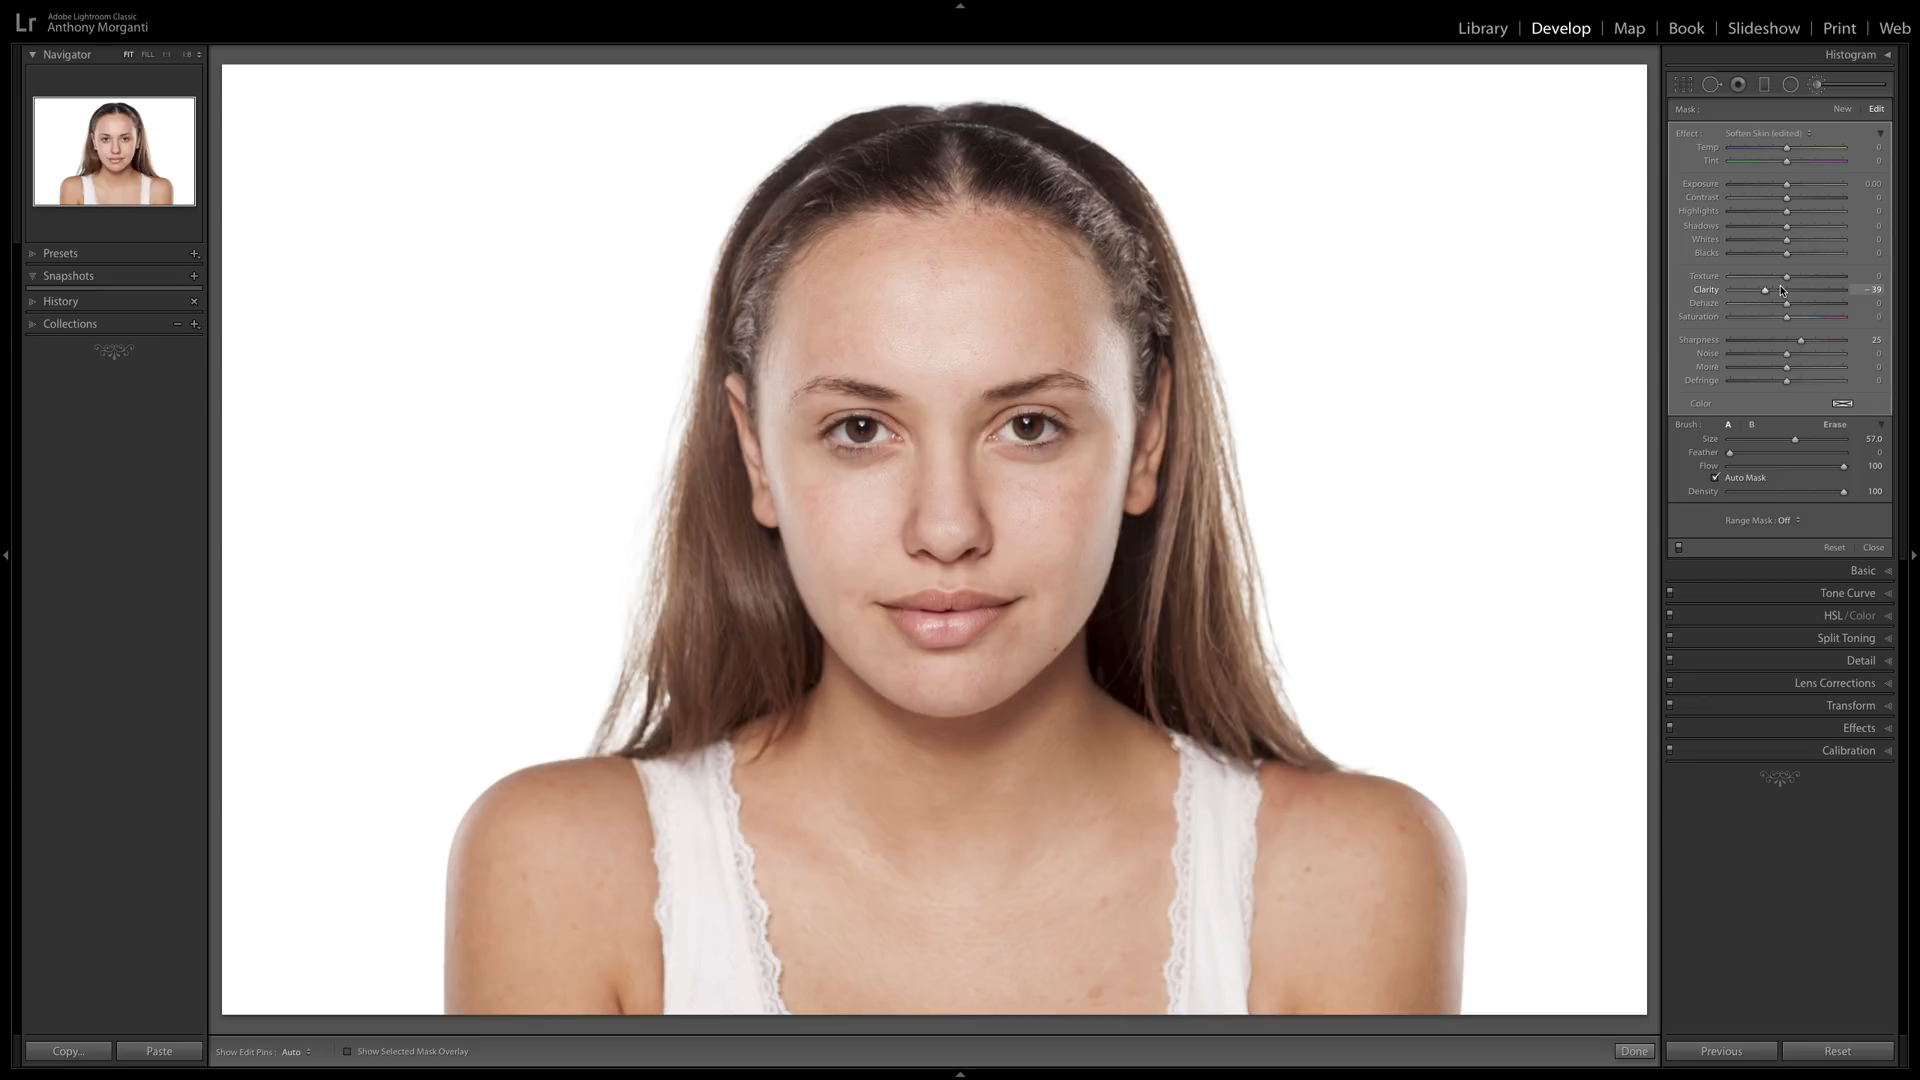 Lr Adobe Lightroom Classic
Anthony Morganti
Library | Develop | Map | Book | Slideshow | Print | Web
Navigator FIT FILL 1:1 1:8
Presets
Snapshots
History
Collections
Copy... Paste
Show Edit Pins : Auto Show Selected Mask Overlay Done
Histogram
Mask : New Edit
Effect : Soften Skin (edited)
Temp 0
Tint 0
Exposure 0.00
Contrast 0
Highlights 0
Shadows 0
Whites 0
Blacks 0
Texture 0
Clarity – 39
Dehaze 0
Saturation 0
Sharpness 25
Noise 0
Moire 0
Defringe 0
Color
Brush : A B Erase
Size 57.0
Feather 0
Flow 100
Auto Mask
Density 100
Range Mask : Off
Reset Close
Basic
Tone Curve
HSL / Color
Split Toning
Detail
Lens Corrections
Transform
Effects
Calibration
Previous Reset